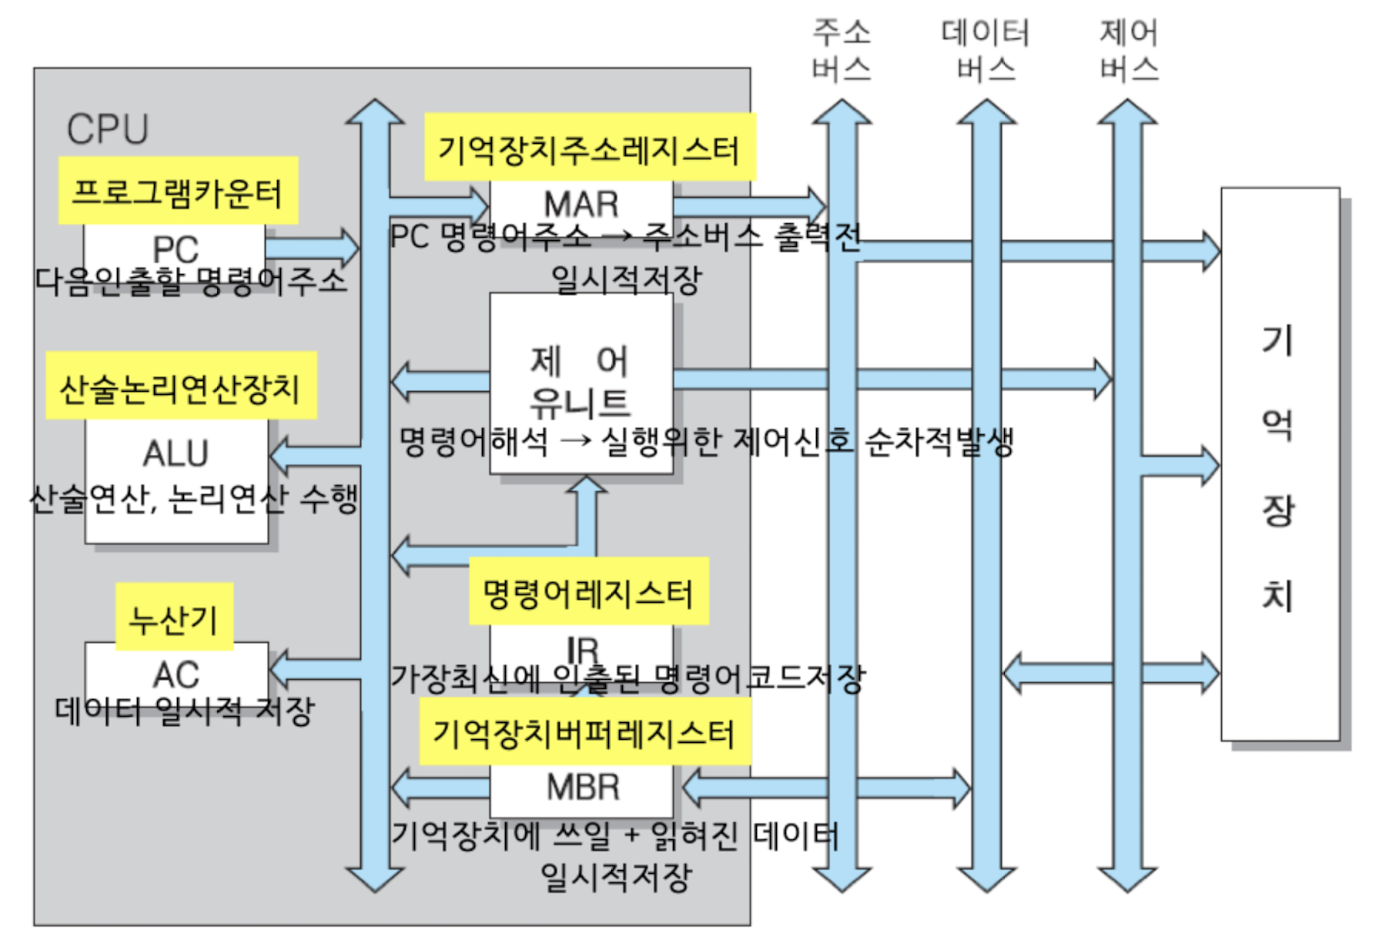 주소
버스
데이터
버스
제어
버스
CPU
프로그램카운터
PC
다음인출할 명령어주소
기억장치주소레지스터
MAR
PC 명령어주소 → 주소버스 출력전
일시적저장
산술논리연산장치
ALU
산술연산, 논리연산 수행
제 어
유니트
명령어해석 → 실행위한 제어신호 순차적발생
누산기
AC
데이터 일시적 저장
명령어레지스터
IR
가장최신에 인출된 명령어코드저장
기억장치버퍼레지스터
MBR
기억장치에 쓰일 + 읽혀진 데이터
일시적저장
기
억
장
치